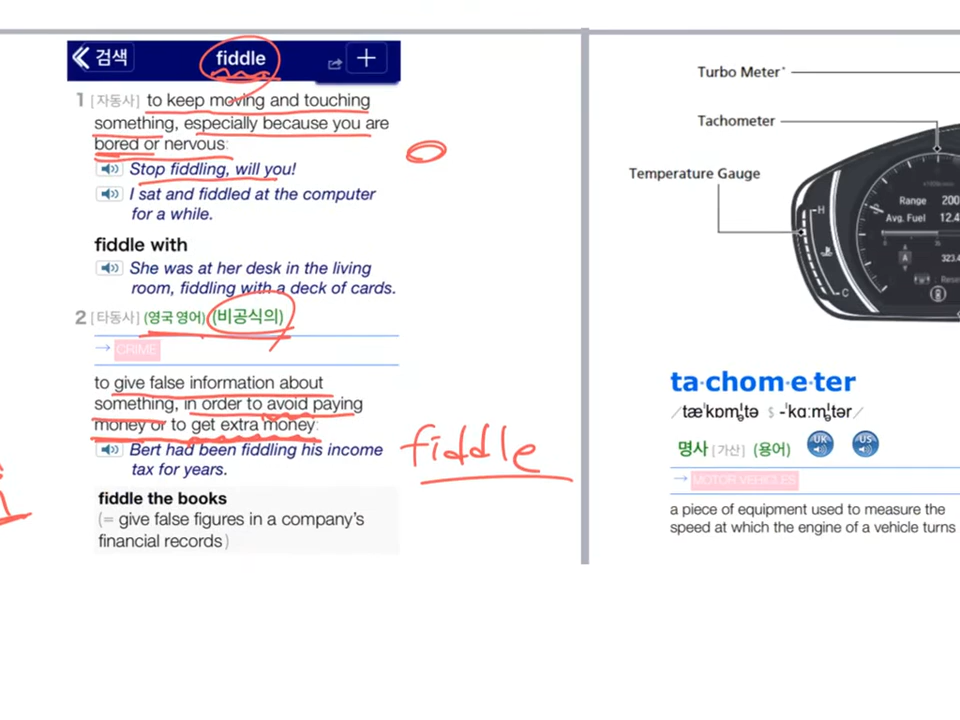 검색
fiddle
1 [자동사] to keep moving and touching
something, especially because you are
bored or nervous:
Stop fiddling, will you!
I sat and fiddled at the computer
for a while.
fiddle with
She was at her desk in the living
room, fiddling with a deck of cards.
2 [타동사] (영국 영어) (비공식의)
→ CRIME
to give false information about
something, in order to avoid paying
money or to get extra money:
Bert had been fiddling his income
tax for years.
fiddle the books
(= give false figures in a company's
financial records)
fiddle
Turbo Meter*
Tachometer
Temperature Gauge
H
Range 200
Avg. Fuel 12.4
A
323.4
C
ta·chom·e·ter
명사 [가산] (용어)
UK
US
→ MOTOR VEHICLES
a piece of equipment used to measure the
speed at which the engine of a vehicle turns